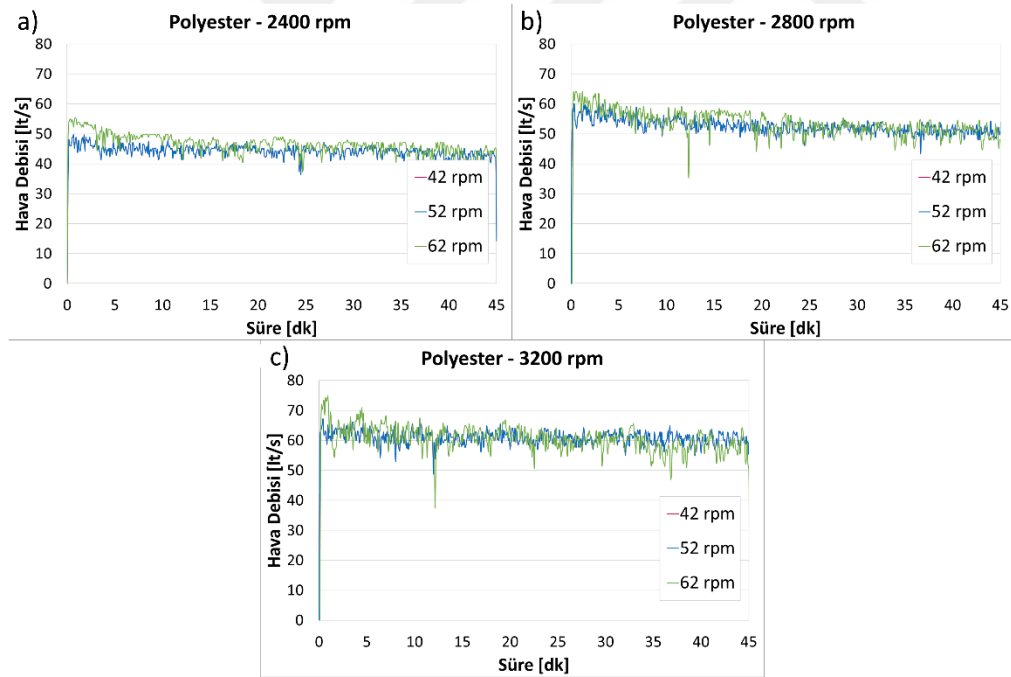 a)
Polyester - 2400 rpm
Hava Debisi [lt/s]
80
70
60
50
40
30
20
10
0
0 5 10 15 20 25 30 35 40 45
Süre [dk]
42 rpm
52 rpm
62 rpm
b)
Polyester - 2800 rpm
Hava Debisi [lt/s]
80
70
60
50
40
30
20
10
0
0 5 10 15 20 25 30 35 40 45
Süre [dk]
42 rpm
52 rpm
62 rpm
c)
Polyester - 3200 rpm
Hava Debisi [lt/s]
80
70
60
50
40
30
20
10
0
0 5 10 15 20 25 30 35 40 45
Süre [dk]
42 rpm
52 rpm
62 rpm